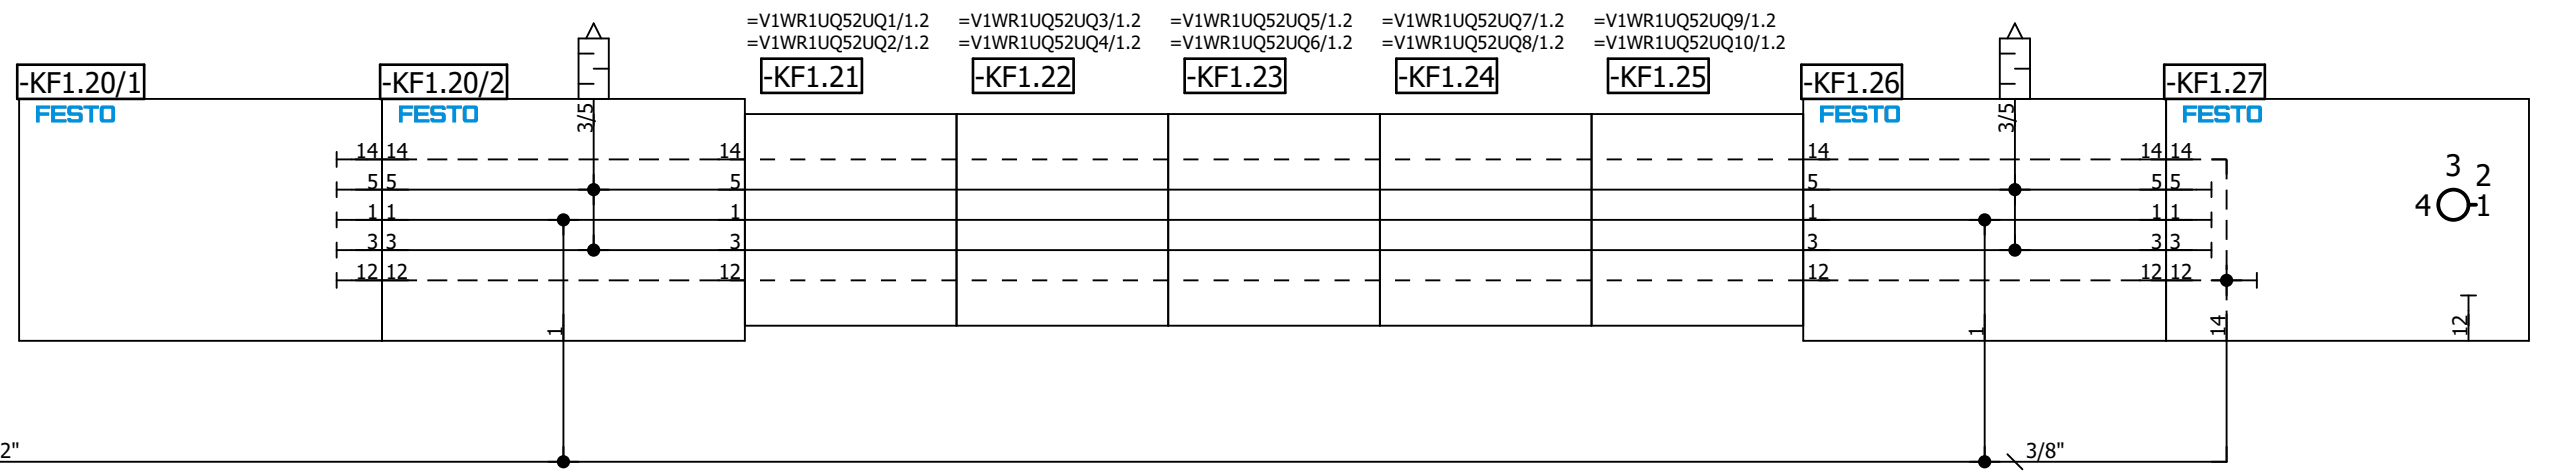 =V1WR1UQ52UQ1/1.2 =V1WR1UQ52UQ3/1.2 =V1WR1UQ52UQ5/1.2 =V1WR1UQ52UQ7/1.2 =V1WR1UQ52UQ9/1.2
=V1WR1UQ52UQ2/1.2 =V1WR1UQ52UQ4/1.2 =V1WR1UQ52UQ6/1.2 =V1WR1UQ52UQ8/1.2 =V1WR1UQ52UQ10/1.2
-KF1.20/1 -KF1.20/2 -KF1.21 -KF1.22 -KF1.23 -KF1.24 -KF1.25 -KF1.26 -KF1.27
FESTO FESTO 3/5 FESTO 3/5 FESTO
14 14 14 14 14 14
5 5 5 5 5 5
1 1 1 1 1 1
3 3 3 3 3 3
12 12 12 12 12 12
3
2
4 1
1 1 14 12
2" 3/8"